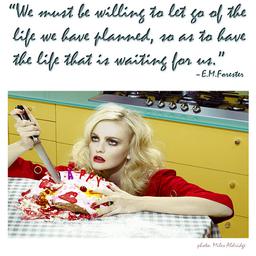 “We must be willing to let go of the
life we have planned, so as to have
the life that is waiting for us.”
– E.M.Forester
HAPPY
photo. Miles Aldridge